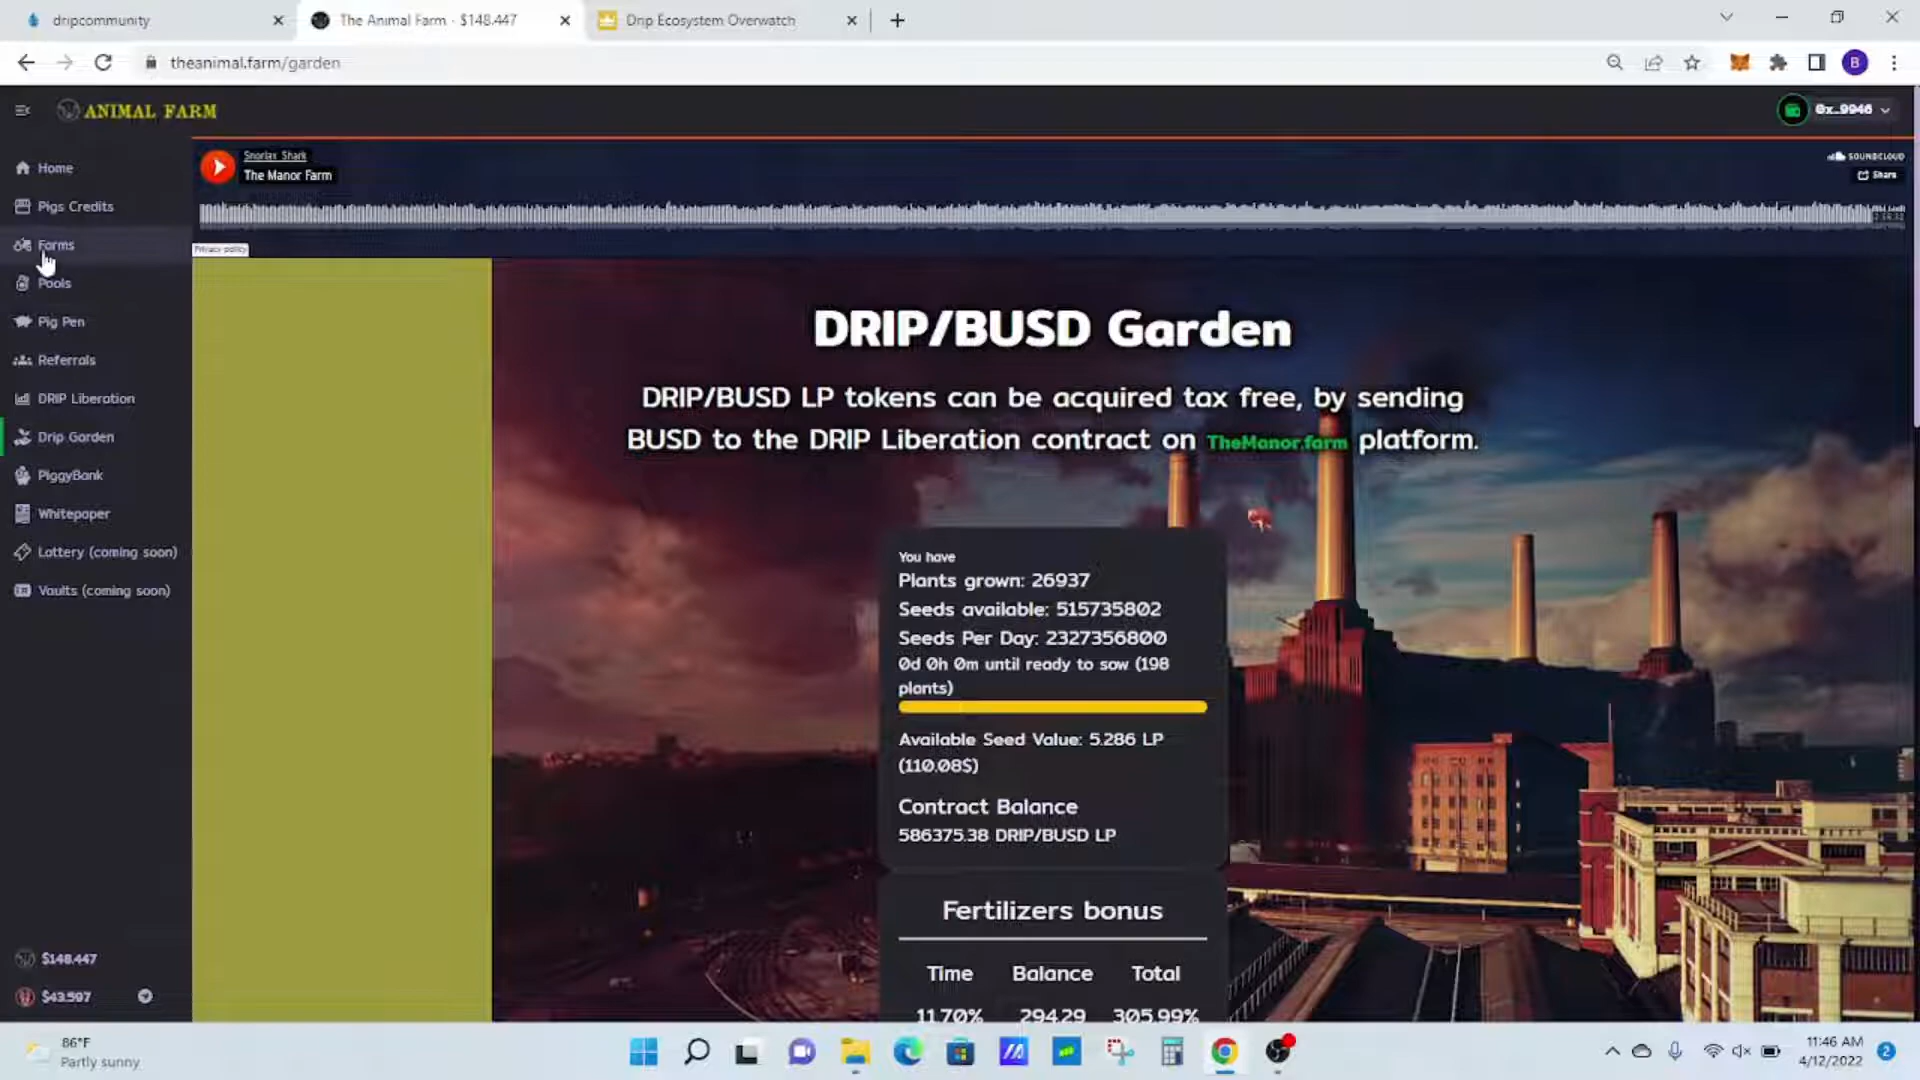 dripcommunity
The Animal Farm - $148.447
Drip Ecosystem Overwatch
theanimal.farm/garden
B
ANIMAL FARM
0x...9946
Home
Pigs Credits
Farms
Pools
Pig Pen
Referrals
DRIP Liberation
Drip Garden
PiggyBank
Whitepaper
Lottery (coming soon)
Vaults (coming soon)
$148.447
$43.597
Snorlax Shark
The Manor Farm
SOUNDCLOUD
Share
Privacy policy
DRIP/BUSD Garden
DRIP/BUSD LP tokens can be acquired tax free, by sending
BUSD to the DRIP Liberation contract on TheManor.farm platform.
You have
Plants grown: 26937
Seeds available: 515735802
Seeds Per Day: 2327356800
0d 0h 0m until ready to sow (198
plants)
Available Seed Value: 5.286 LP
(110.08$)
Contract Balance
586375.38 DRIP/BUSD LP
Fertilizers bonus
Time Balance Total
11.70% 294.29 305.99%
86°F
Partly sunny
11:46 AM
4/12/2022
2